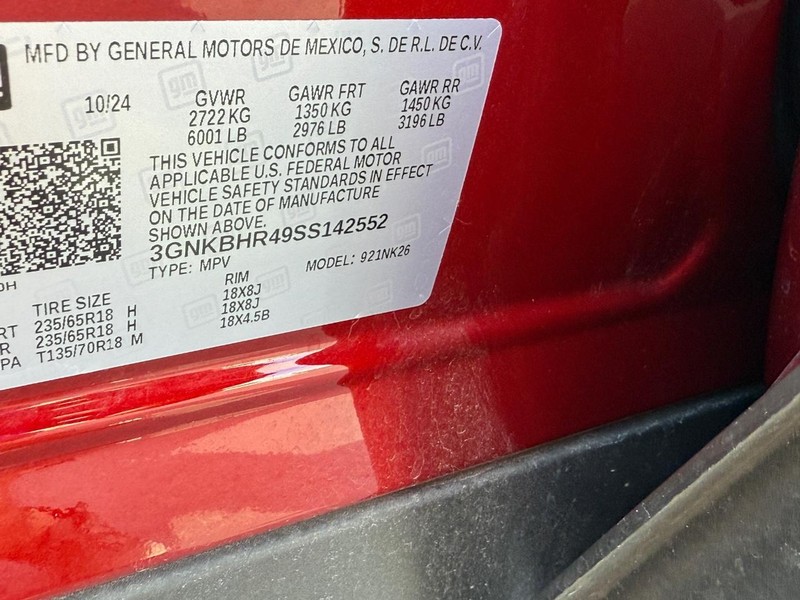 MFD BY GENERAL MOTORS DE MEXICO, S. DE R.L. DE C.V.
10/24 GVWR GAWR FRT GAWR RR
2722 KG 1350 KG 1450 KG
6001 LB 2976 LB 3196 LB
THIS VEHICLE CONFORMS TO ALL
APPLICABLE U.S. FEDERAL MOTOR
VEHICLE SAFETY STANDARDS IN EFFECT
ON THE DATE OF MANUFACTURE
SHOWN ABOVE.
3GNKBHR49SS142552
TYPE: MPV MODEL: 921NK26
TIRE SIZE RIM
235/65R18 H 18X8J
235/65R18 H 18X8J
T135/70R18 M 18X4.5B